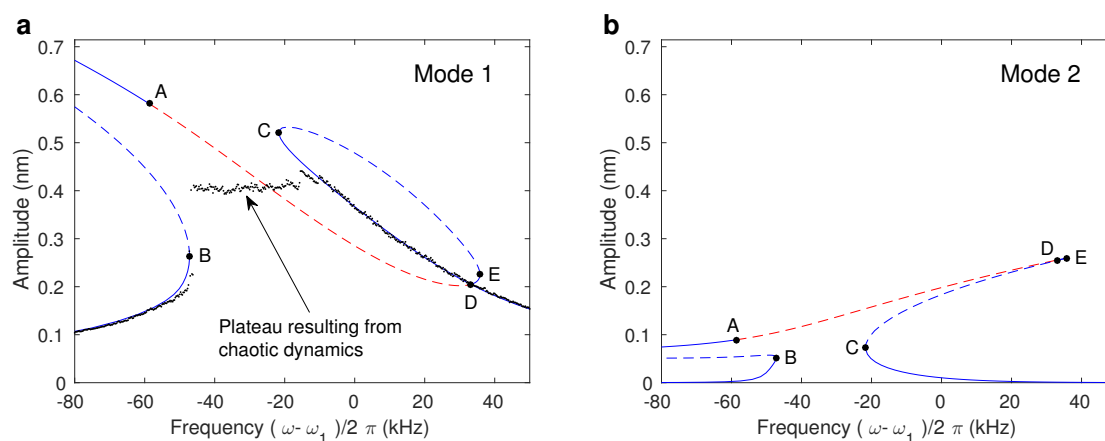 a
Mode 1
Amplitude (nm)
0.7
0.6
0.5
0.4
0.3
0.2
0.1
0
-80
-60
-40
-20
0
20
40
A
B
C
D
E
Plateau resulting from
chaotic dynamics
Frequency ( ω- ω1 )/2 π (kHz)
b
Mode 2
Amplitude (nm)
0.7
0.6
0.5
0.4
0.3
0.2
0.1
0
-80
-60
-40
-20
0
20
40
A
B
C
D
E
Frequency ( ω- ω1 )/2 π (kHz)